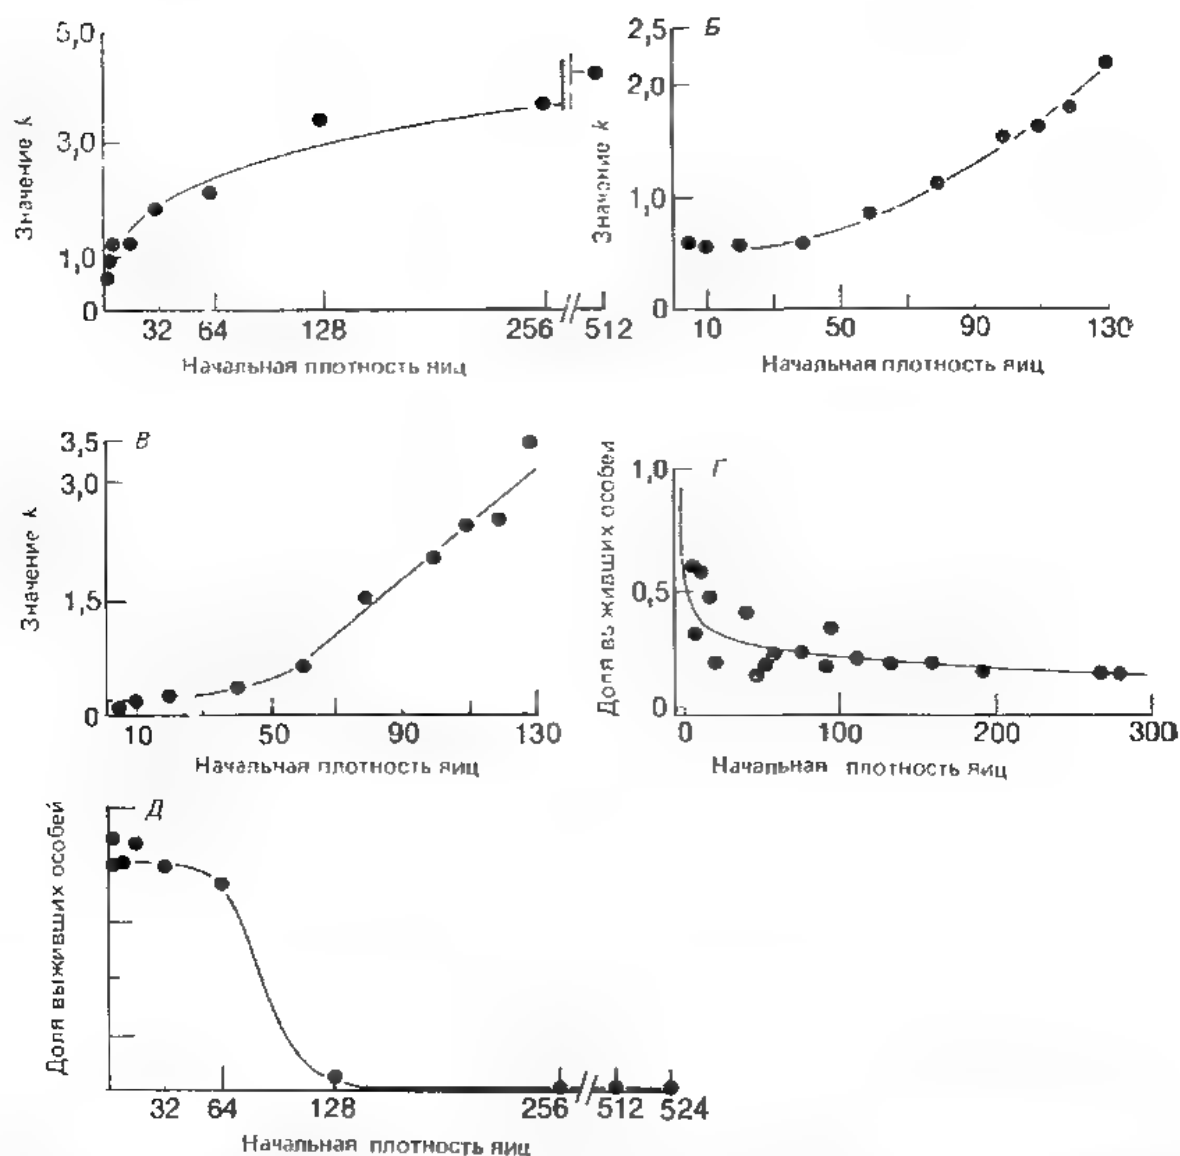 5,0
3,0
1,0
0
32 64 128 256 512
Значение k
Начальная плотность яиц
Б
2,5
2,0
1,0
0
10 50 90 130
Значение k
Начальная плотность яиц
В
3,5
3,0
1,5
0
10 50 90 130
Значение k
Начальная плотность яиц
Г
1,0
0,5
0
0 100 200 300
Доля выживших особей
Начальная плотность яиц
Д
32 64 128 256 512 524
Доля выживших особей
Начальная плотность яиц